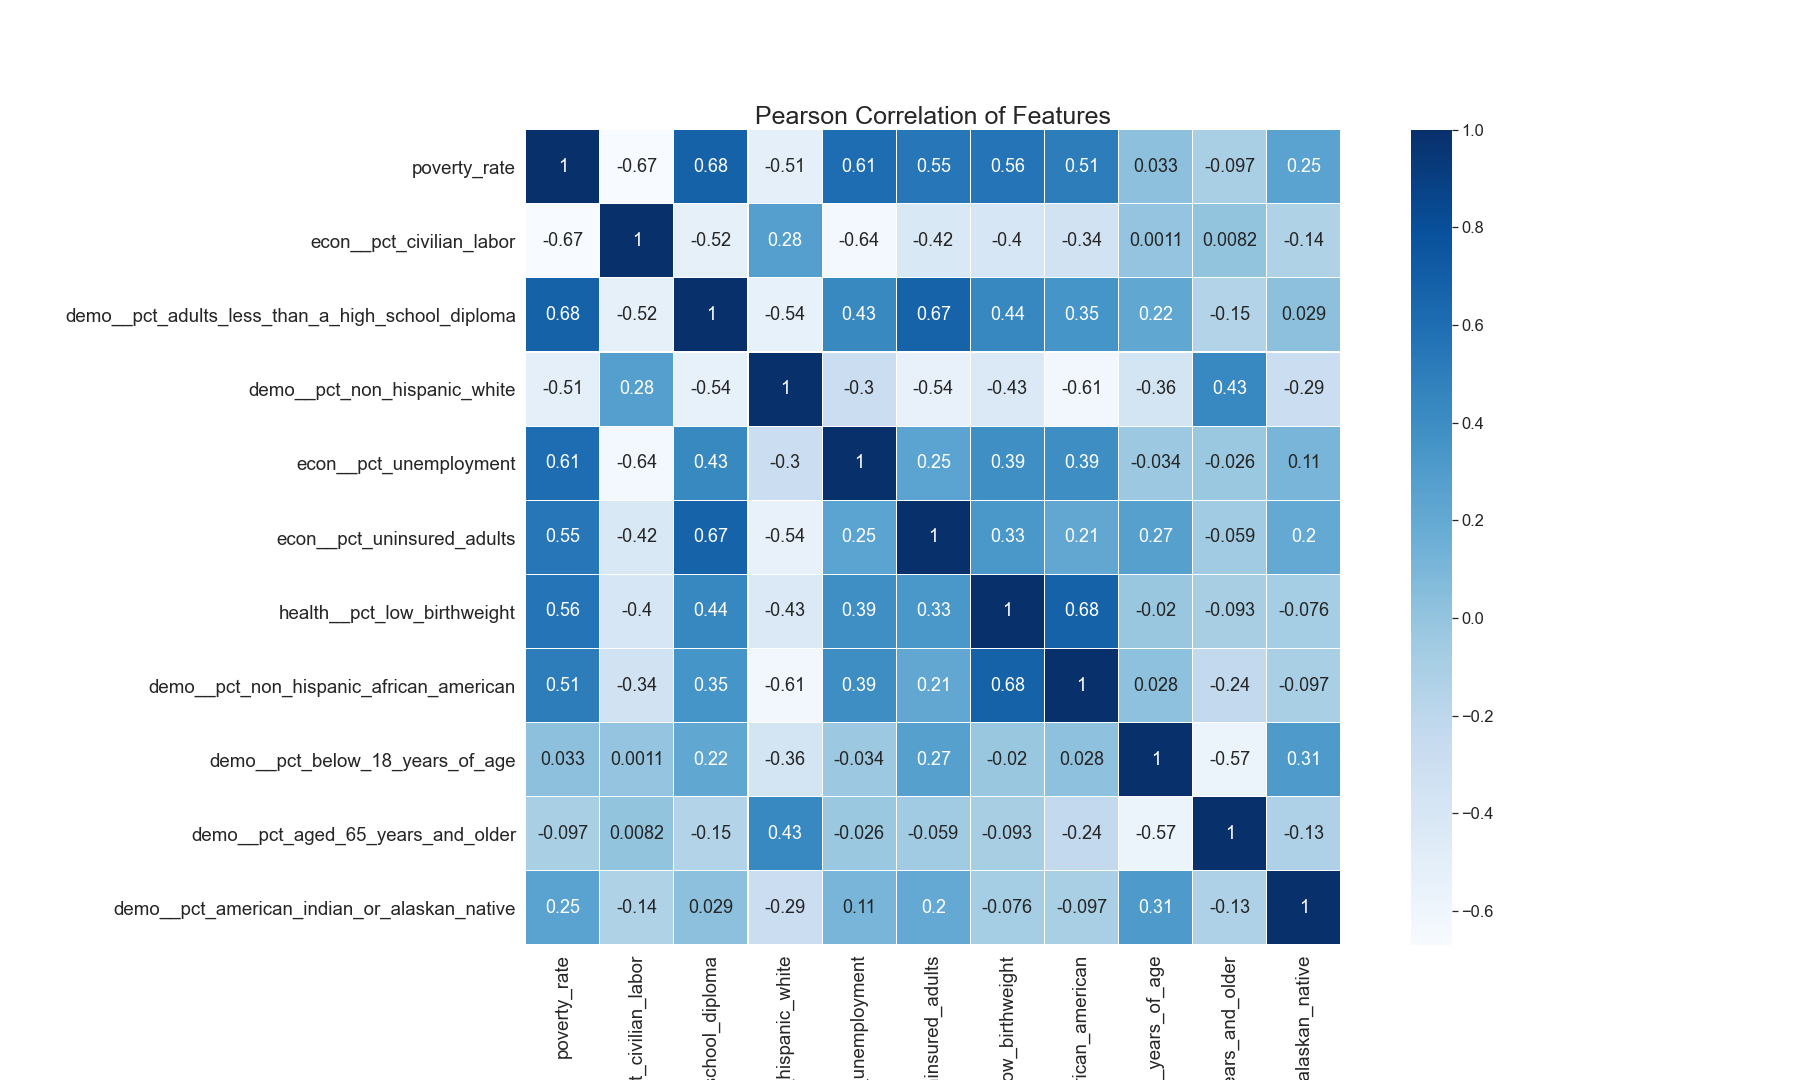 Pearson Correlation of Features
poverty_rate 1 -0.67 0.68 -0.51 0.61 0.55 0.56 0.51 0.033 -0.097 0.25
econ__pct_civilian_labor -0.67 1 -0.52 0.28 -0.64 -0.42 -0.4 -0.34 0.0011 0.0082 -0.14
demo__pct_adults_less_than_a_high_school_diploma 0.68 -0.52 1 -0.54 0.43 0.67 0.44 0.35 0.22 -0.15 0.029
demo__pct_non_hispanic_white -0.51 0.28 -0.54 1 -0.3 -0.54 -0.43 -0.61 -0.36 0.43 -0.29
econ__pct_unemployment 0.61 -0.64 0.43 -0.3 1 0.25 0.39 0.39 -0.034 -0.026 0.11
econ__pct_uninsured_adults 0.55 -0.42 0.67 -0.54 0.25 1 0.33 0.21 0.27 -0.059 0.2
health__pct_low_birthweight 0.56 -0.4 0.44 -0.43 0.39 0.33 1 0.68 -0.02 -0.093 -0.076
demo__pct_non_hispanic_african_american 0.51 -0.34 0.35 -0.61 0.39 0.21 0.68 1 0.028 -0.24 -0.097
demo__pct_below_18_years_of_age 0.033 0.0011 0.22 -0.36 -0.034 0.27 -0.02 0.028 1 -0.57 0.31
demo__pct_aged_65_years_and_older -0.097 0.0082 -0.15 0.43 -0.026 -0.059 -0.093 -0.24 -0.57 1 -0.13
demo__pct_american_indian_or_alaskan_native 0.25 -0.14 0.029 -0.29 0.11 0.2 -0.076 -0.097 0.31 -0.13 1
poverty_rate
t_civilian_labor
school_diploma
hispanic_white
_unemployment
ninsured_adults
ow_birthweight
rican_american
_years_of_age
ears_and_older
alaskan_native
1.0
0.8
0.6
0.4
0.2
0.0
−0.2
−0.4
−0.6